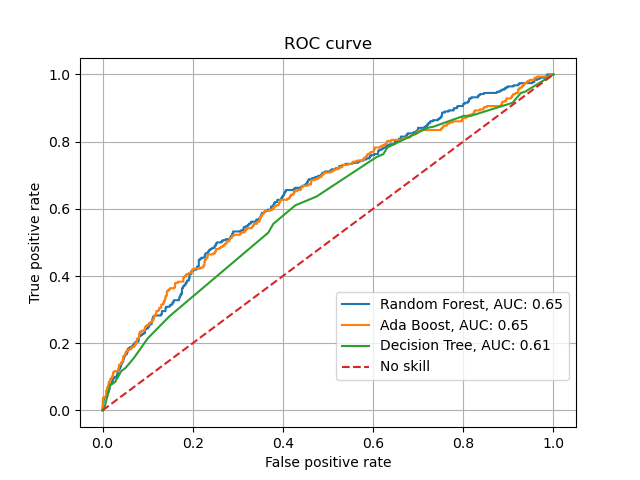 ROC curve
True positive rate
1.0
0.8
0.6
0.4
0.2
0.0
Random Forest, AUC: 0.65
Ada Boost, AUC: 0.65
Decision Tree, AUC: 0.61
No skill
0.0 0.2 0.4 0.6 0.8 1.0
False positive rate